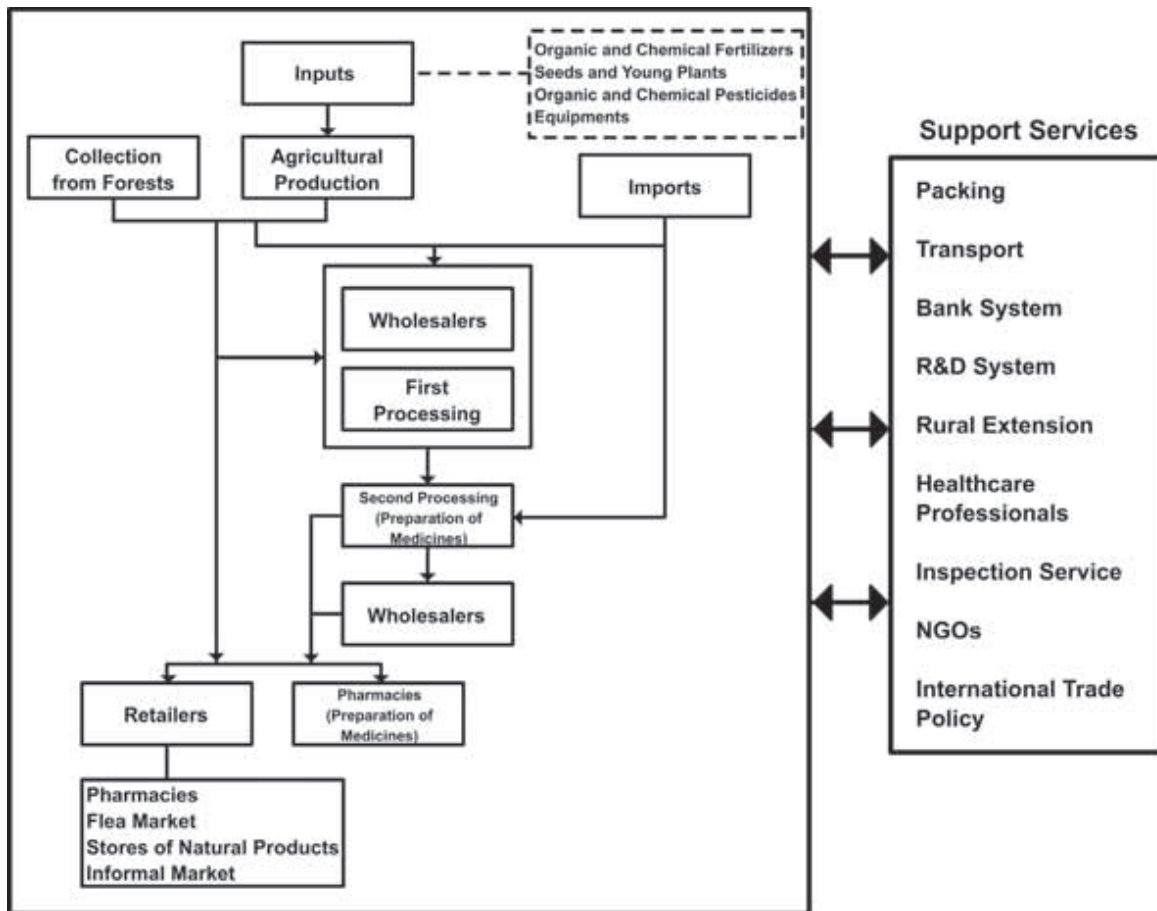 Inputs
Organic and Chemical Fertilizers
Seeds and Young Plants
Organic and Chemical Pesticides
Equipments
Collection
from Forests
Agricultural
Production
Imports
Wholesalers
First
Processing
Second Processing
(Preparation of
Medicines)
Wholesalers
Retailers
Pharmacies
(Preparation of
Medicines)
Pharmacies
Flea Market
Stores of Natural Products
Informal Market
Support Services
Packing
Transport
Bank System
R&D System
Rural Extension
Healthcare
Professionals
Inspection Service
NGOs
International Trade
Policy